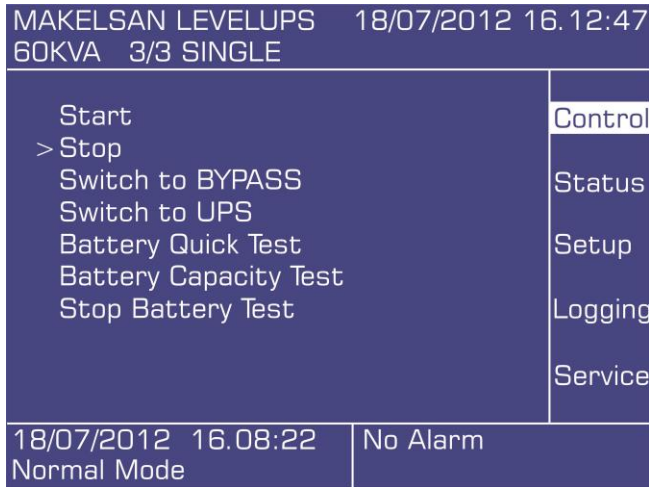 MAKELSAN LEVELUPS 18/07/2012 16.12:47
60KVA 3/3 SINGLE
Start
>Stop
Switch to BYPASS
Switch to UPS
Battery Quick Test
Battery Capacity Test
Stop Battery Test
Control
Status
Setup
Logging
Service
18/07/2012 16.08:22
Normal Mode
No Alarm